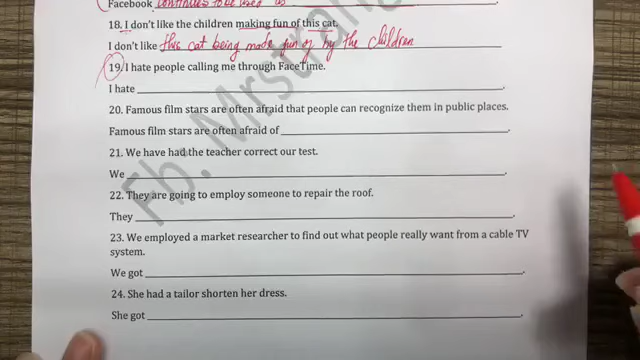 Facebook continues to be used as
18. I don't like the children making fun of this cat.
I don't like this cat being made fun of by the children
19. I hate people calling me through FaceTime.
I hate
20. Famous film stars are often afraid that people can recognize them in public places.
Famous film stars are often afraid of
21. We have had the teacher correct our test.
We
22. They are going to employ someone to repair the roof.
They
23. We employed a market researcher to find out what people really want from a cable TV
system.
We got
24. She had a tailor shorten her dress.
She got